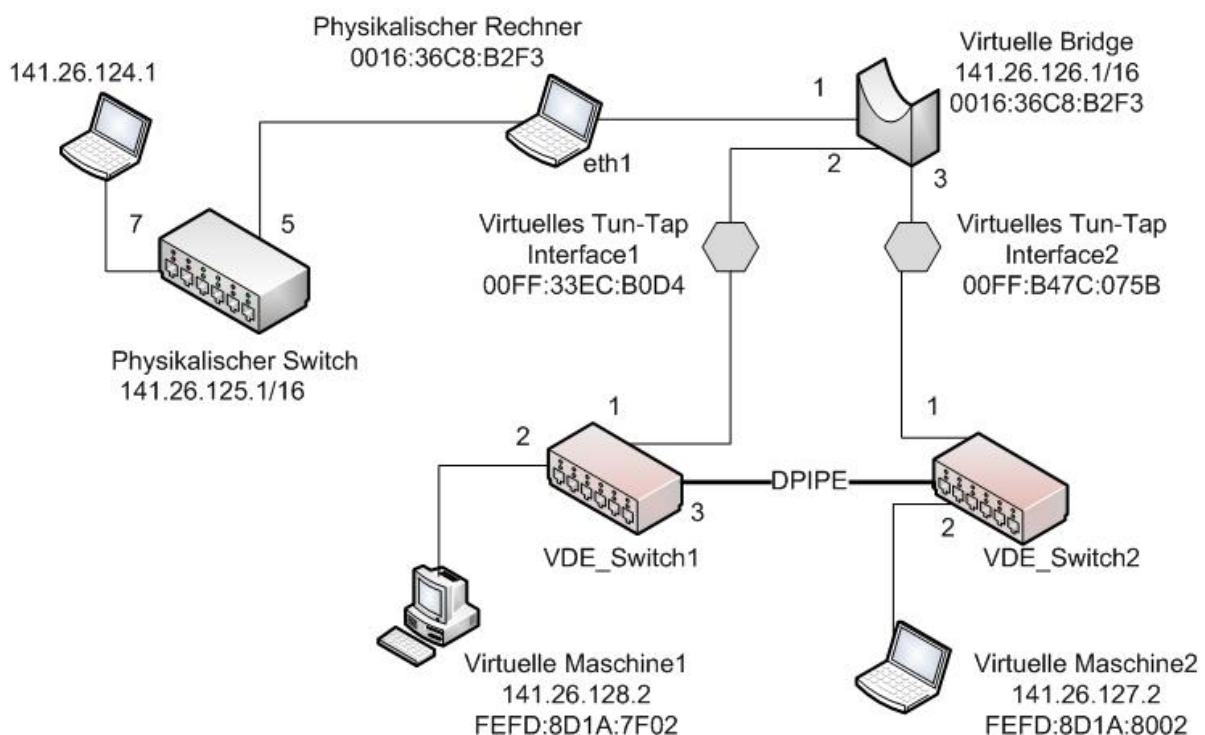 Physikalischer Rechner
0016:36C8:B2F3
Virtuelle Bridge
141.26.126.1/16
0016:36C8:B2F3
141.26.124.1
1
eth1
2
3
7
5
Virtuelles Tun-Tap
Interface1
00FF:33EC:B0D4
Virtuelles Tun-Tap
Interface2
00FF:B47C:075B
Physikalischer Switch
141.26.125.1/16
1
2
1
DPIPE
3
2
VDE_Switch1
VDE_Switch2
Virtuelle Maschine1
141.26.128.2
FEFD:8D1A:7F02
Virtuelle Maschine2
141.26.127.2
FEFD:8D1A:8002